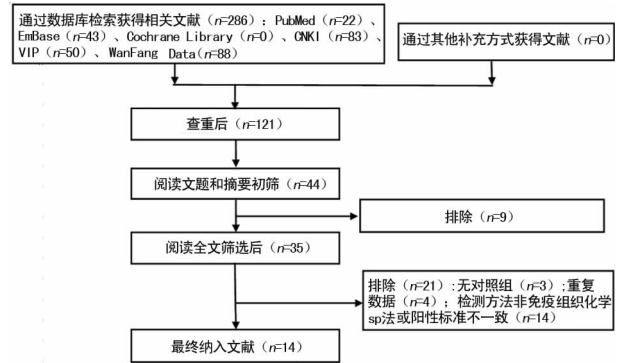 通过数据库检索获得相关文献（n=286）：PubMed（n=22）、
EmBase（n=43）、Cochrane Library（n=0）、CNKI（n=83）、
VIP（n=50）、WanFang Data（n=88）
通过其他补充方式获得文献（n=0）
查重后（n=121）
阅读文题和摘要初筛（n=44）
排除（n=9）
阅读全文筛选后（n=35）
排除（n=21）:无对照组（n=3）;重复
数据（n=4）；检测方法非免疫组织化学
sp法或阳性标准不一致（n=14）
最终纳入文献（n=14）